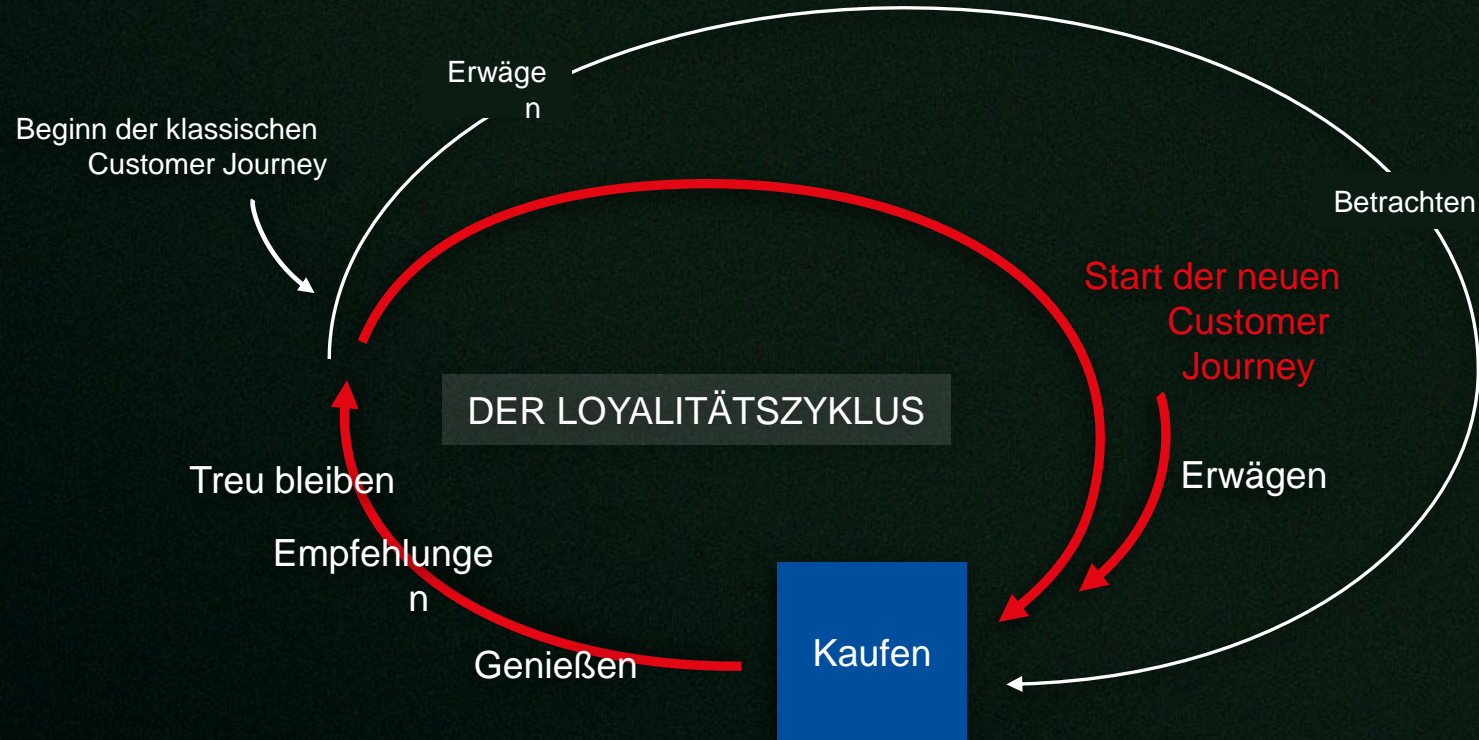 Erwäge
n
Beginn der klassischen
Customer Journey
Betrachten
Start der neuen
Customer
Journey
DER LOYALITÄTSZYKLUS
Erwägen
Treu bleiben
Empfehlunge
n
Genießen
Kaufen